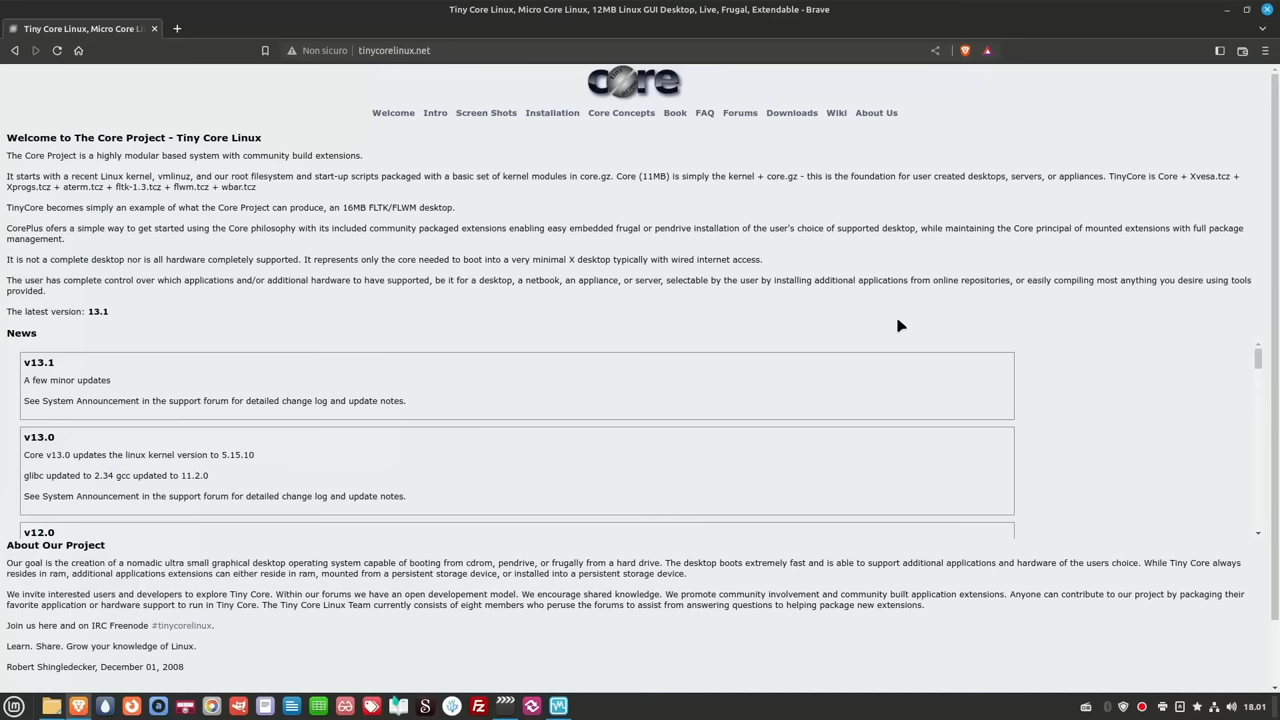 Tiny Core Linux, Micro Core Linux, 12MB Linux GUI Desktop, Live, Frugal, Extendable - Brave
Tiny Core Linux, Micro Core Li
Non sicuro
tinycorelinux.net
core
Welcome Intro Screen Shots Installation Core Concepts Book FAQ Forums Downloads Wiki About Us
Welcome to The Core Project - Tiny Core Linux
The Core Project is a highly modular based system with community build extensions.
It starts with a recent Linux kernel, vmlinuz, and our root filesystem and start-up scripts packaged with a basic set of kernel modules in core.gz. Core (11MB) is simply the kernel + core.gz - this is the foundation for user created desktops, servers, or appliances. TinyCore is Core + Xvesa.tcz +
Xprogs.tcz + aterm.tcz + fltk-1.3.tcz + flwm.tcz + wbar.tcz
TinyCore becomes simply an example of what the Core Project can produce, an 16MB FLTK/FLWM desktop.
CorePlus ofers a simple way to get started using the Core philosophy with its included community packaged extensions enabling easy embedded frugal or pendrive installation of the user's choice of supported desktop, while maintaining the Core principal of mounted extensions with full package
management.
It is not a complete desktop nor is all hardware completely supported. It represents only the core needed to boot into a very minimal X desktop typically with wired internet access.
The user has complete control over which applications and/or additional hardware to have supported, be it for a desktop, a netbook, an appliance, or server, selectable by the user by installing additional applications from online repositories, or easily compiling most anything you desire using tools
provided.
The latest version: 13.1
News
v13.1
A few minor updates
See System Announcement in the support forum for detailed change log and update notes.
v13.0
Core v13.0 updates the linux kernel version to 5.15.10
glibc updated to 2.34 gcc updated to 11.2.0
See System Announcement in the support forum for detailed change log and update notes.
v12.0
About Our Project
Our goal is the creation of a nomadic ultra small graphical desktop operating system capable of booting from cdrom, pendrive, or frugally from a hard drive. The desktop boots extremely fast and is able to support additional applications and hardware of the users choice. While Tiny Core always
resides in ram, additional applications extensions can either reside in ram, mounted from a persistent storage device, or installed into a persistent storage device.
We invite interested users and developers to explore Tiny Core. Within our forums we have an open developement model. We encourage shared knowledge. We promote community involvement and community built application extensions. Anyone can contribute to our project by packaging their
favorite application or hardware support to run in Tiny Core. The Tiny Core Linux Team currently consists of eight members who peruse the forums to assist from answering questions to helping package new extensions.
Join us here and on IRC Freenode #tinycorelinux.
Learn. Share. Grow your knowledge of Linux.
Robert Shingledecker, December 01, 2008
18.01